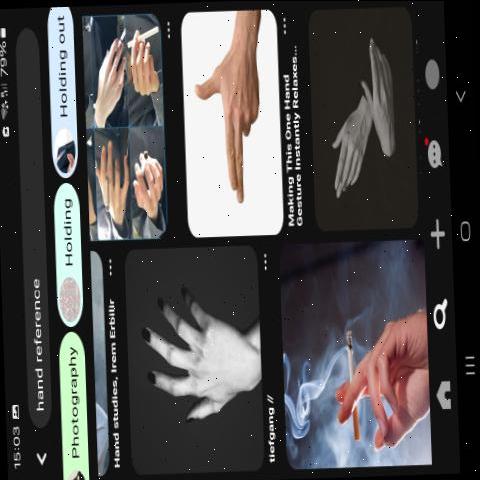 15:03
79%
hand reference
Photography
Holding
Holding out
Hand studies, Irem Erbilir
tiefgang //
Making This One Hand
Gesture Instantly Relaxes...